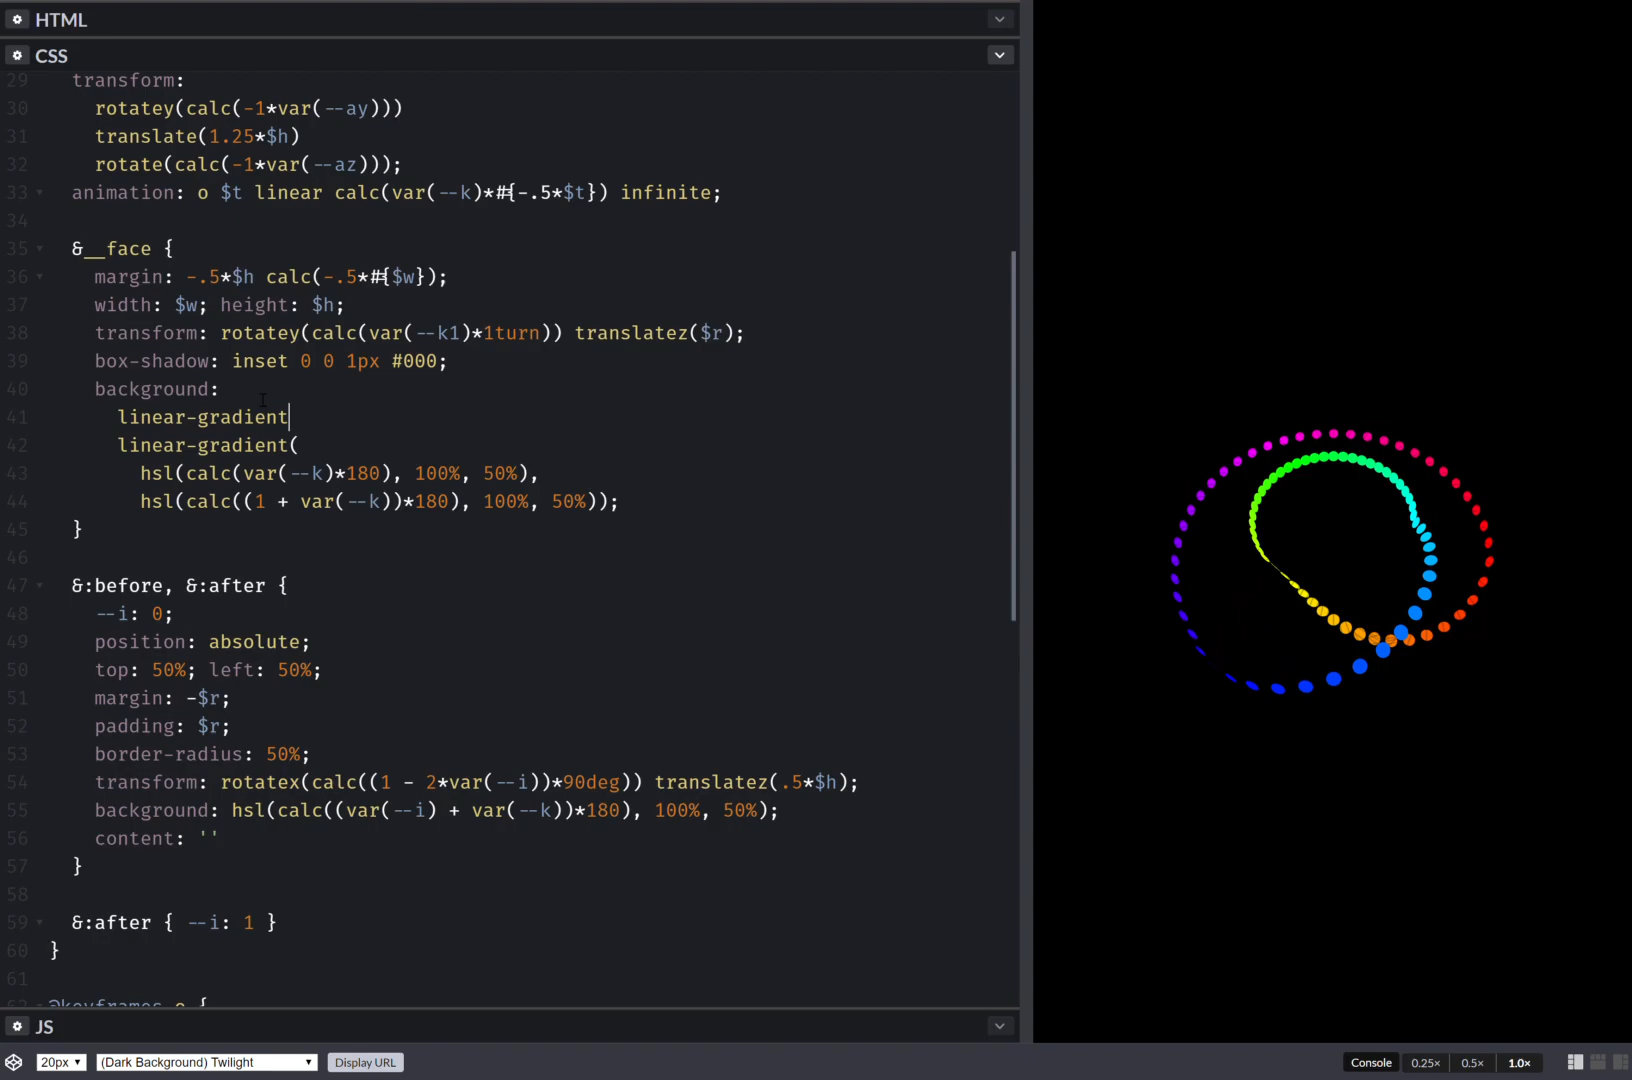 HTML
CSS
29 transform:
30 rotatey(calc(-1*var(--ay)))
31 translate(1.25*$h)
32 rotate(calc(-1*var(--az)));
33 animation: o $t linear calc(var(--k)*#{-.5*$t}) infinite;
34
35 &__face {
36 margin: -.5*$h calc(-.5*#{$w});
37 width: $w; height: $h;
38 transform: rotatey(calc(var(--k1)*1turn)) translatez($r);
39 box-shadow: inset 0 0 1px #000;
40 background:
41 linear-gradient
42 linear-gradient(
43 hsl(calc(var(--k)*180), 100%, 50%),
44 hsl(calc((1 + var(--k))*180), 100%, 50%));
45 }
46
47 &:before, &:after {
48 --i: 0;
49 position: absolute;
50 top: 50%; left: 50%;
51 margin: -$r;
52 padding: $r;
53 border-radius: 50%;
54 transform: rotatex(calc((1 - 2*var(--i))*90deg)) translatez(.5*$h);
55 background: hsl(calc((var(--i) + var(--k))*180), 100%, 50%);
56 content: ''
57 }
58
59 &:after { --i: 1 }
60 }
61
62 @keyframes o {
JS
20px (Dark Background) Twilight Display URL Console 0.25× 0.5× 1.0×